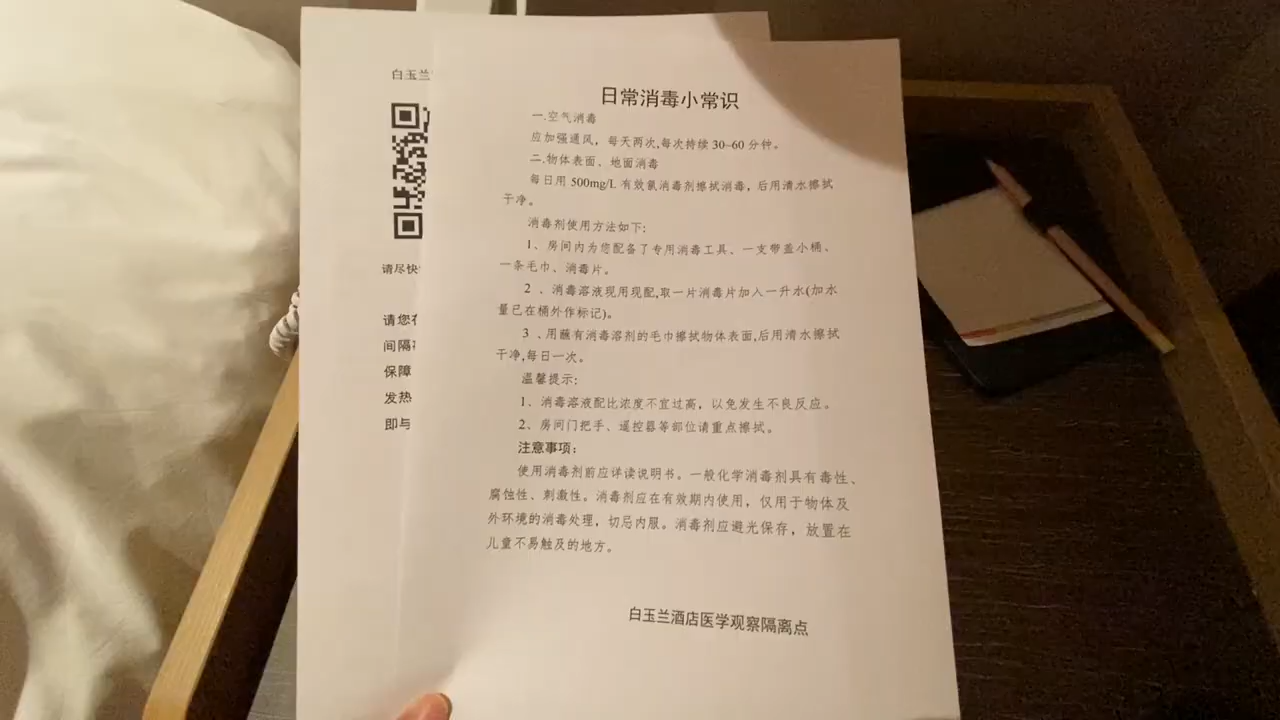 白玉兰
请尽快
请您在
间隔
保障
发热
即与
日常消毒小常识
一.空气消毒
应加强通风，每天两次,每次持续 30–60 分钟。
二.物体表面、地面消毒
每日用 500mg/L 有效氯消毒剂擦拭消毒，后用清水擦拭
干净。
消毒剂使用方法如下:
1、房间内为您配备了专用消毒工具、一支带盖小桶、
一条毛巾、消毒片。
2 、消毒溶液现用现配,取一片消毒片加入一升水(加水
量已在桶外作标记)。
3 、用蘸有消毒溶剂的毛巾擦拭物体表面,后用清水擦拭
干净,每日一次。
温馨提示:
1、消毒溶液配比浓度不宜过高，以免发生不良反应。
2、房间门把手、遥控器等部位请重点擦拭。
注意事项:
使用消毒剂前应详读说明书。一般化学消毒剂具有毒性、
腐蚀性、刺激性。消毒剂应在有效期内使用，仅用于物体及
外环境的消毒处理，切忌内服。消毒剂应避光保存，放置在
儿童不易触及的地方。
白玉兰酒店医学观察隔离点